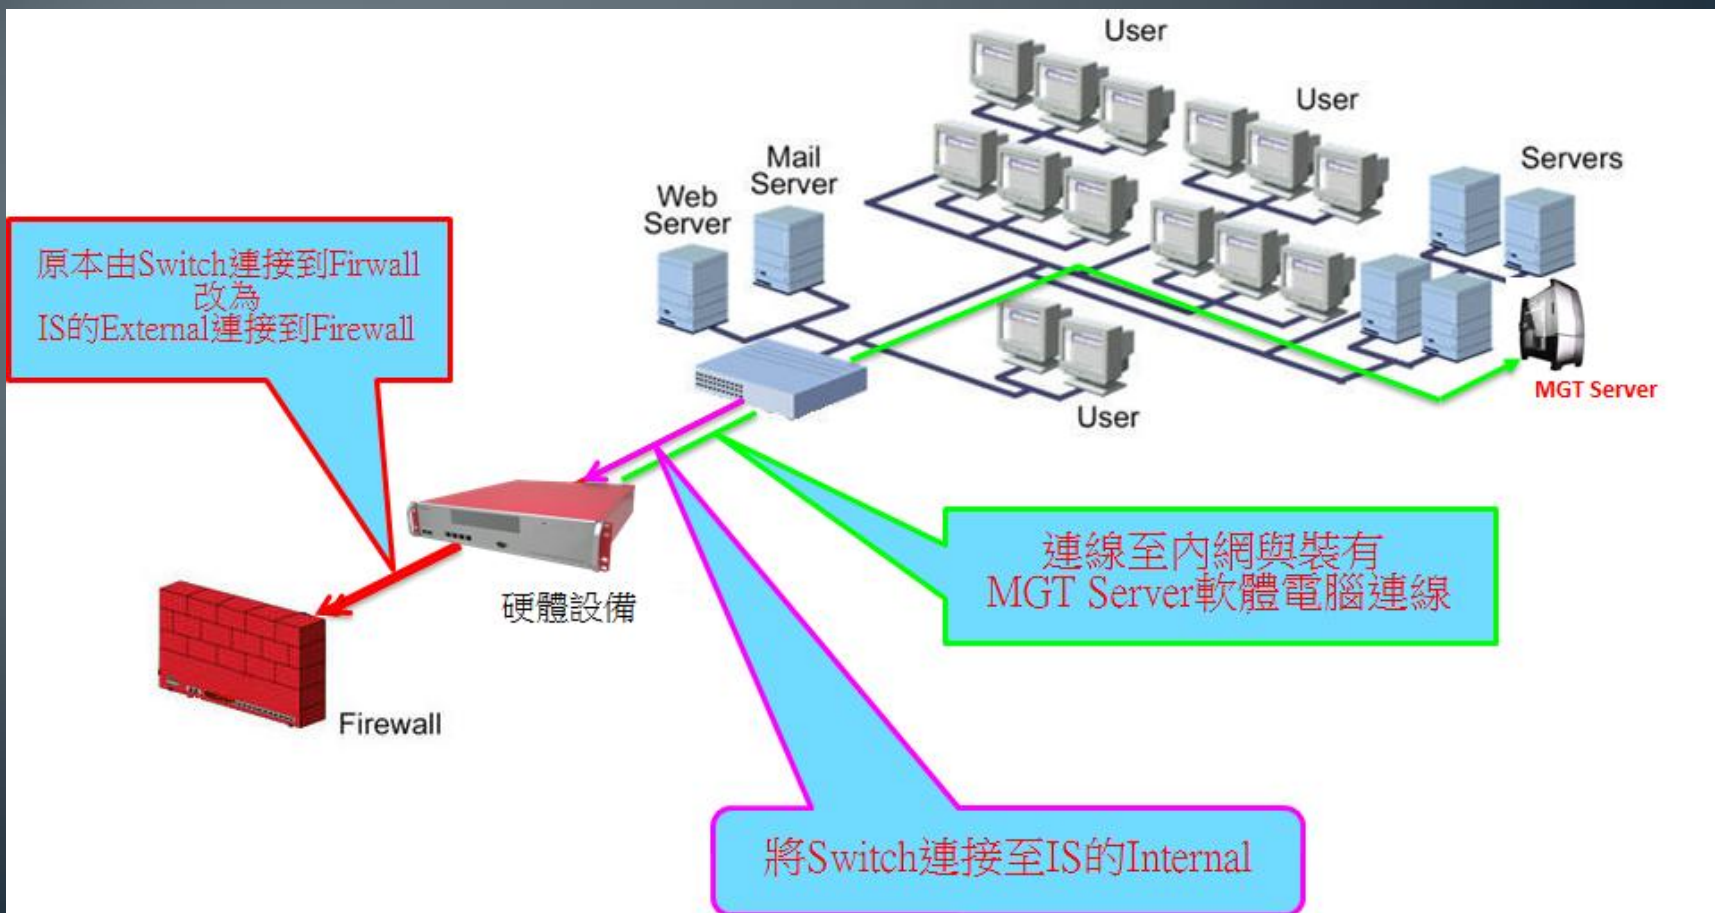 User
User
Mail
Server
Servers
Web
Server
原本由Switch連接到Firwall
改為
IS的External連接到Firewall
MGT Server
User
連線至內網與裝有
MGT Server軟體電腦連線
硬體設備
Firewall
將Switch連接至IS的Internal